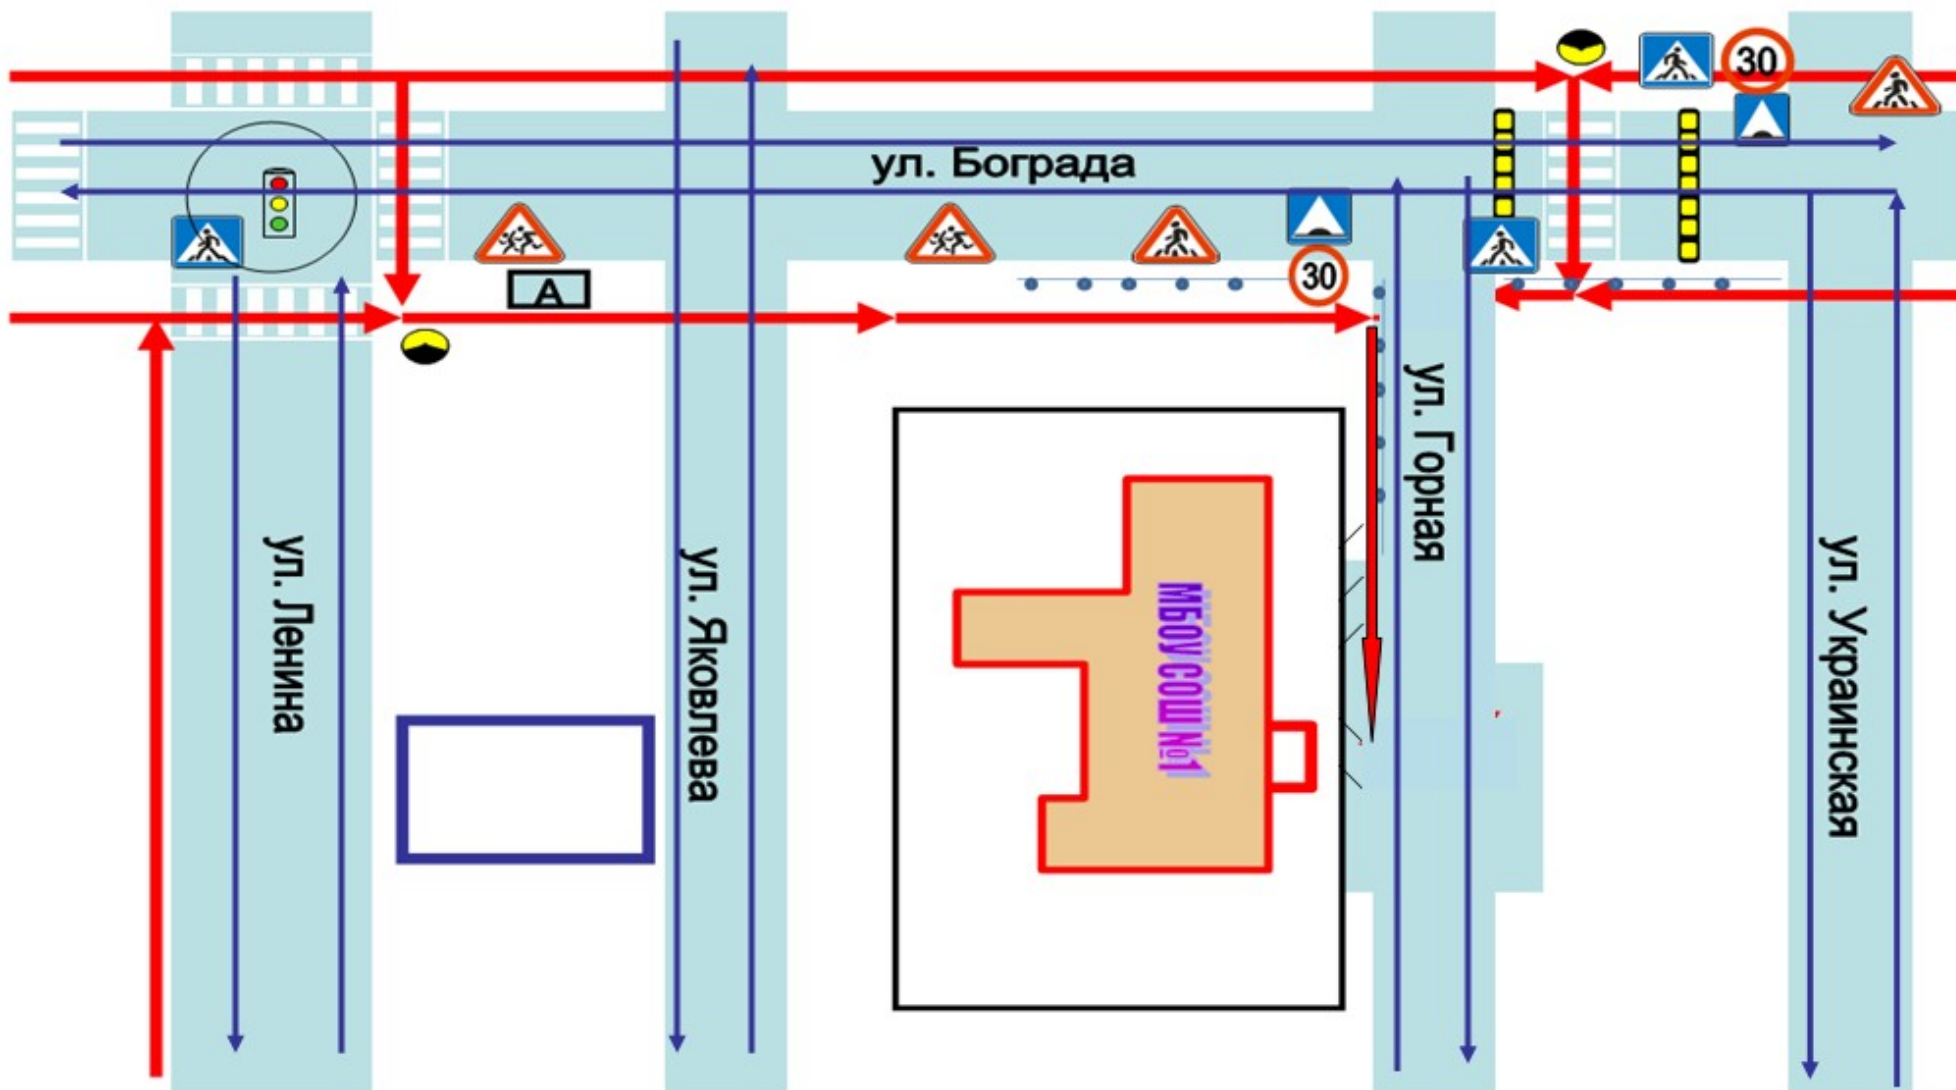 30
ул. Бограда
30
А
ул. Ленина
ул. Яковлева
МБОУ СОШ №1
ул. Горная
ул. Украинская